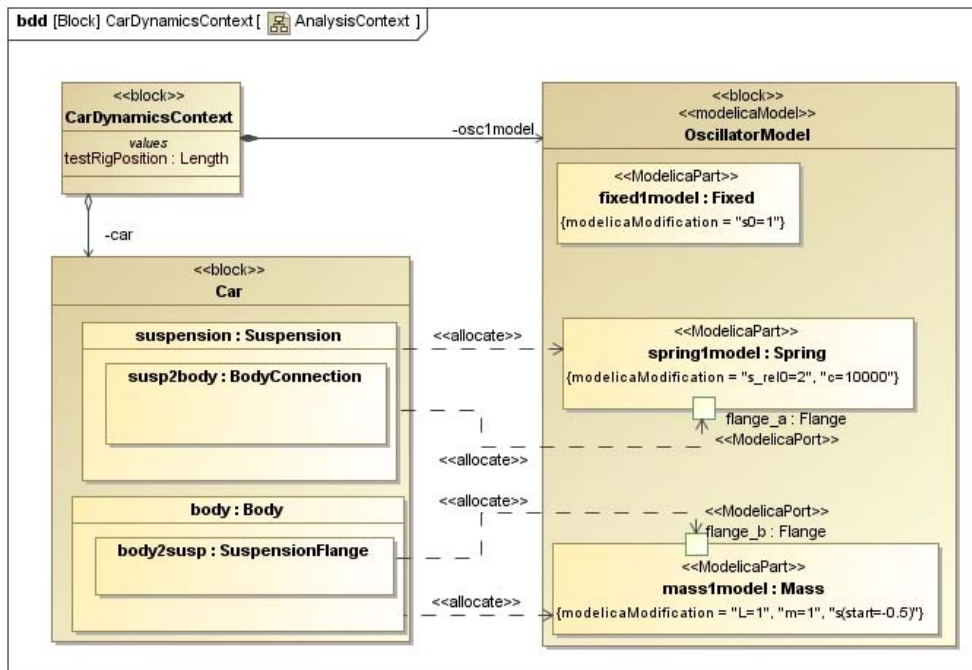 bdd [Block] CarDynamicsContext [ AnalysisContext ]
<<block>>
CarDynamicsContext
values
testRigPosition : Length
-osc1model
-car
<<block>>
Car
suspension : Suspension
susp2body : BodyConnection
body : Body
body2susp : SuspensionFlange
<<allocate>>
<<allocate>>
<<allocate>>
<<allocate>>
<<block>>
<<modelicaModel>>
OscillatorModel
<<ModelicaPart>>
fixed1model : Fixed
{modelicaModification = "s0=1"}
<<ModelicaPart>>
spring1model : Spring
{modelicaModification = "s_rel0=2", "c=10000"}
flange_a : Flange
<<ModelicaPort>>
<<ModelicaPort>>
flange_b : Flange
<<ModelicaPart>>
mass1model : Mass
{modelicaModification = "L=1", "m=1", "s(start=-0.5)"}